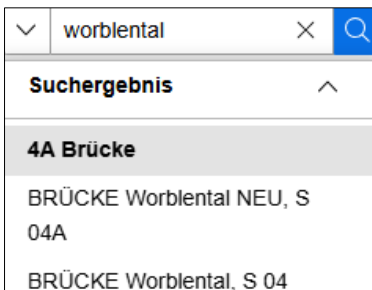 worblental
Suchergebnis
4A Brücke
BRÜCKE Worblental NEU, S
04A
BRÜCKE Worblental, S 04